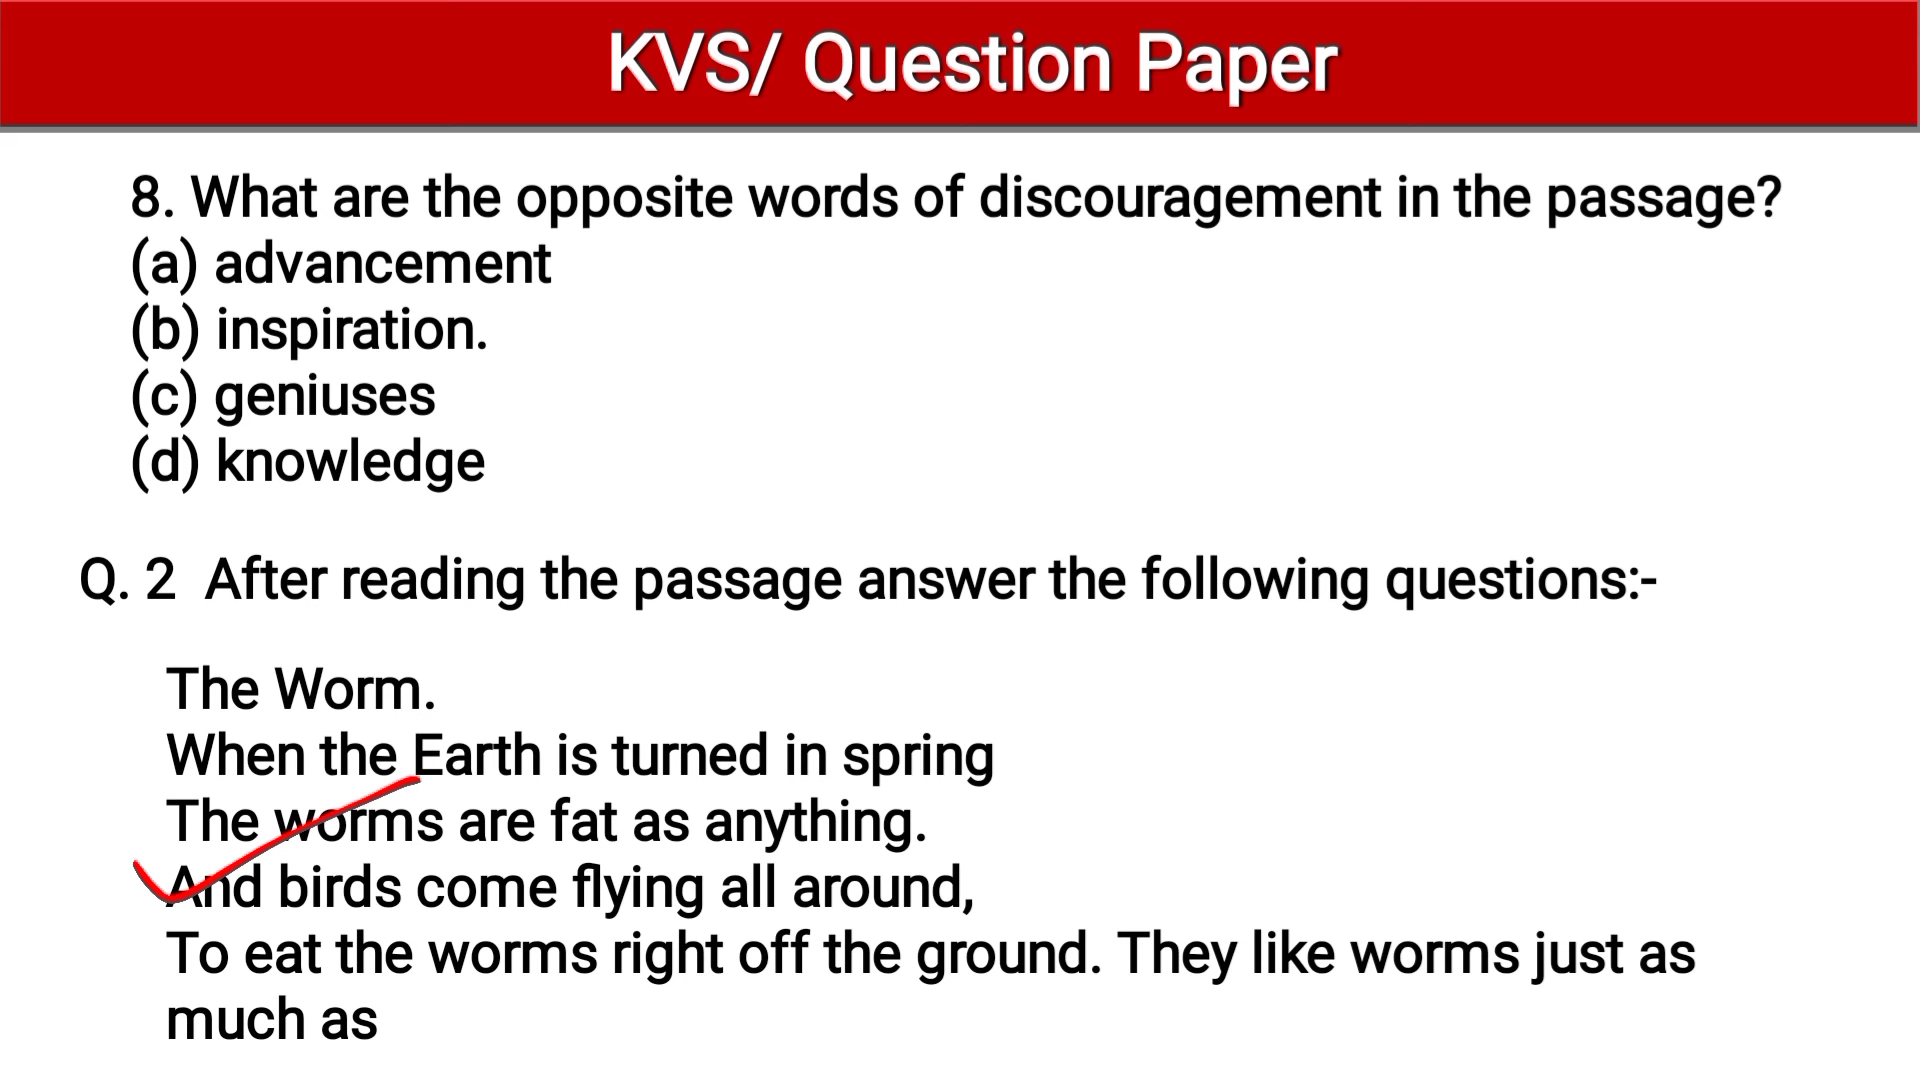 KVS/ Question Paper
8. What are the opposite words of discouragement in the passage?
(a) advancement
(b) inspiration.
(c) geniuses
(d) knowledge
Q. 2 After reading the passage answer the following questions:-
The Worm.
When the Earth is turned in spring
The worms are fat as anything.
And birds come flying all around,
To eat the worms right off the ground. They like worms just as
much as